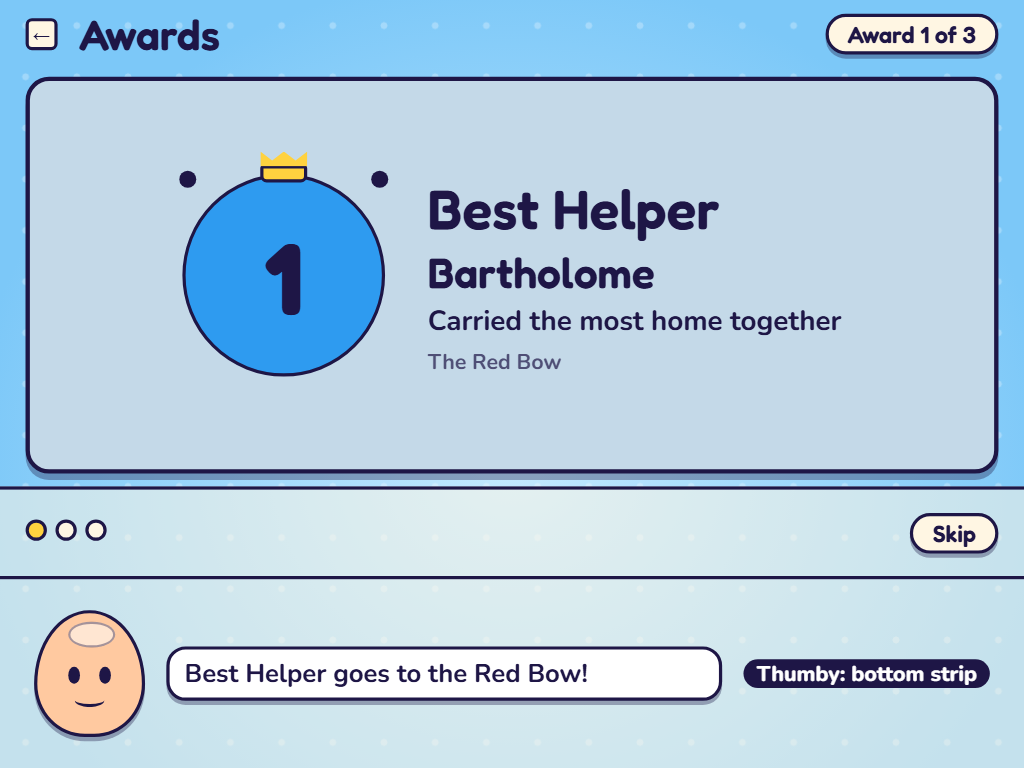 ← Awards
Award 1 of 3
1
Best Helper
Bartholome
Carried the most home together
The Red Bow
Skip
Best Helper goes to the Red Bow!
Thumby: bottom strip